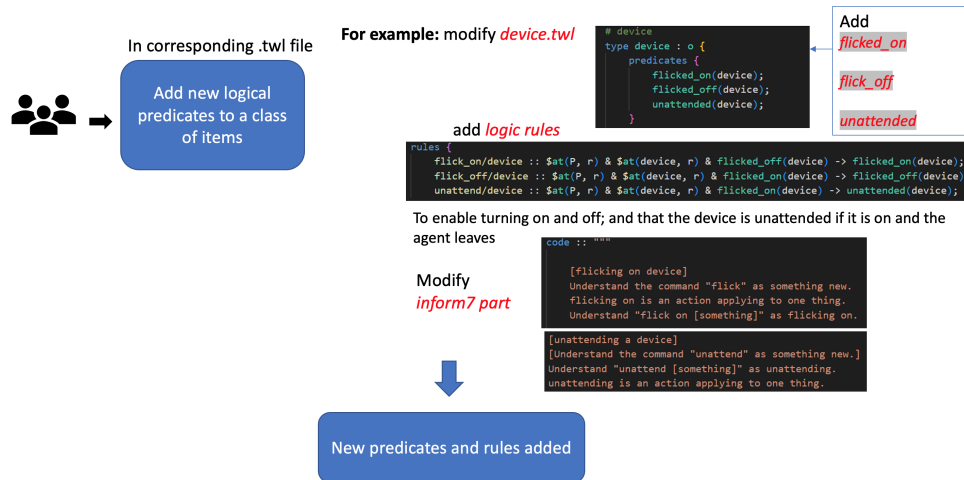 In corresponding .twl file
Add new logical
predicates to a class
of items
For example: modify device.twl
# device
type device : o {
predicates {
flicked_on(device);
flicked_off(device);
unattended(device);
}
Add
flicked_on
flick_off
unattended
add logic rules
rules {
flick_on/device :: $at(P, r) & $at(device, r) & flicked_off(device) -> flicked_on(device);
flick_off/device :: $at(P, r) & $at(device, r) & flicked_on(device) -> flicked_off(device)
unattend/device :: $at(P, r) & $at(device, r) & flicked_on(device) -> unattended(device);
To enable turning on and off; and that the device is unattended if it is on and the
agent leaves
Modify
inform7 part
code :: """
[flicking on device]
Understand the command "flick" as something new.
flicking on is an action applying to one thing.
Understand "flick on [something]" as flicking on.
[unattending a device]
[Understand the command "unattend" as something new.]
Understand "unattend [something]" as unattending.
unattending is an action applying to one thing.
New predicates and rules added